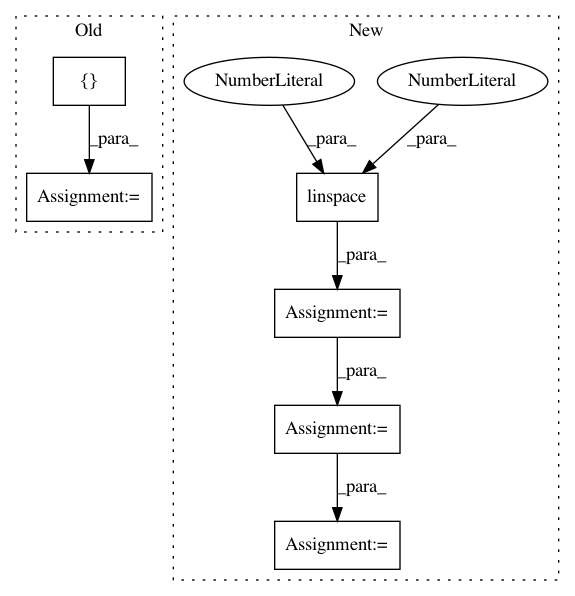 Old
New
{}
NumberLiteral
NumberLiteral
_para_
_para_
_para_
Assignment:=
linspace
_para_
Assignment:=
_para_
Assignment:=
_para_
Assignment:=